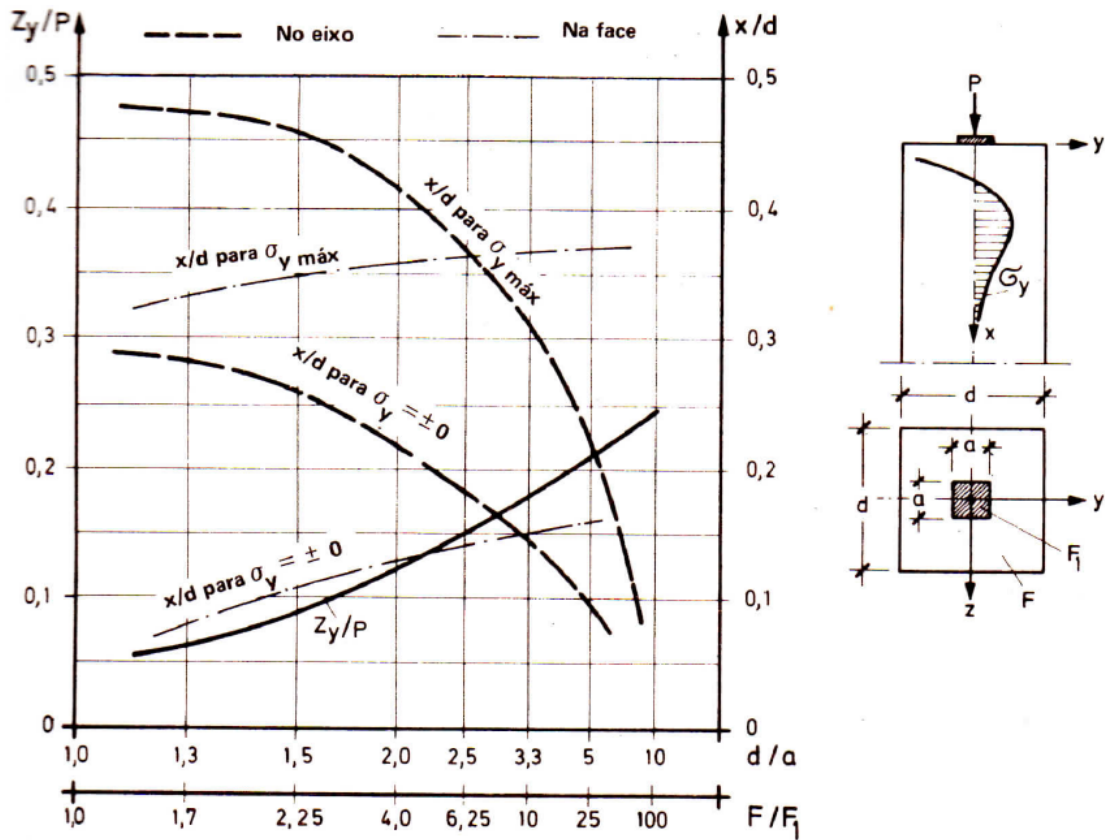 Zy/P
No eixo
Na face
x/d
0,5
0,4
0,3
0,2
0,1
0
0,5
0,4
0,3
0,2
0,1
0
x/d para σy máx
x/d para σy máx
x/d para σy = ±0
x/d para σy = ±0
Zy/P
1,0 1,3 1,5 2,0 2,5 3,3 5 10 d/a
1,0 1,7 2,25 4,0 6,25 10 25 100 F/F1
P
y
σy
x
d
a
d
a
y
F1
F
z